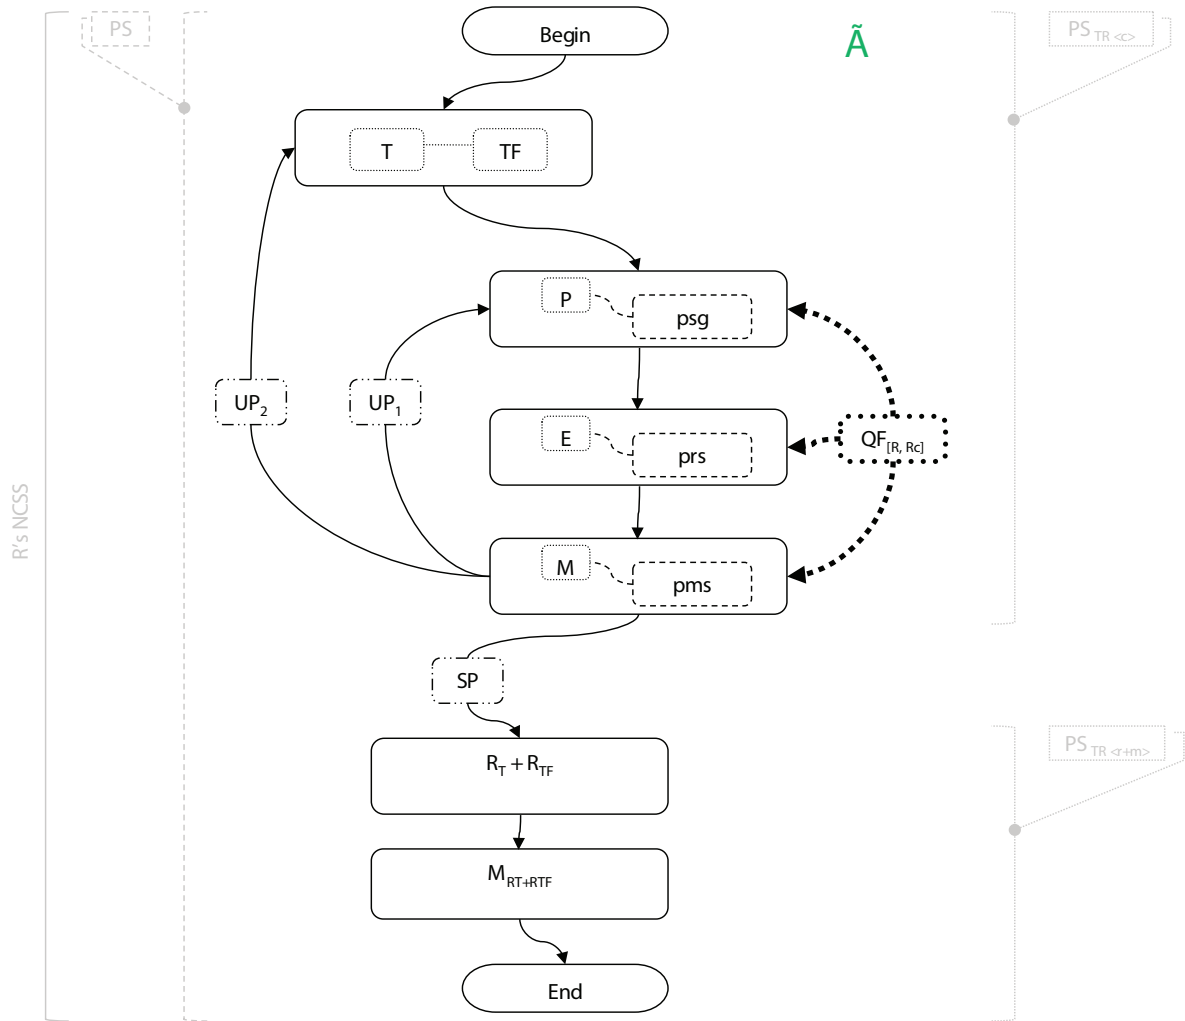 PS
Begin
Ã
PS TR <c>
T
TF
P
psg
UP2
UP1
E
prs
QF[R, Rc]
R's NCSS
M
pms
SP
RT + RTF
PS TR <r+m>
M RT+RTF
End